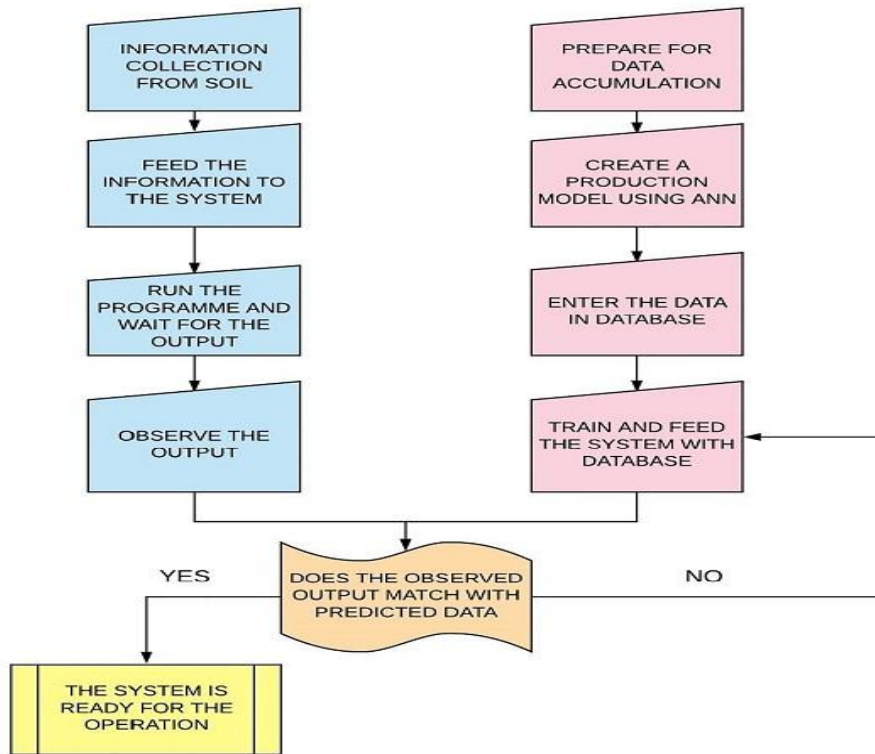 INFORMATION
COLLECTION
FROM SOIL
FEED THE
INFORMATION TO
THE SYSTEM
RUN THE
PROGRAMME AND
WAIT FOR THE
OUTPUT
OBSERVE THE
OUTPUT
PREPARE FOR
DATA
ACCUMULATION
CREATE A
PRODUCTION
MODEL USING ANN
ENTER THE DATA
IN DATABASE
TRAIN AND FEED
THE SYSTEM WITH
DATABASE
DOES THE OBSERVED
OUTPUT MATCH WITH
PREDICTED DATA
YES
NO
THE SYSTEM IS
READY FOR THE
OPERATION